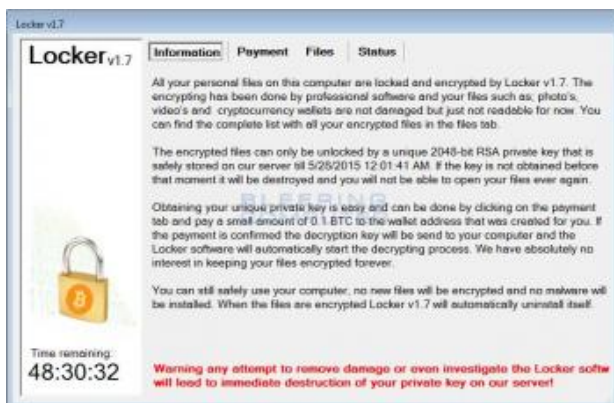 Locker v1.7
Locker v1.7
Information Payment Files Status
All your personal files on this computer are locked and encrypted by Locker v1.7. The
encrypting has been done by professional software and your files such as; photo's,
video's and cryptocurrency wallets are not damaged but just not readable for now. You
can find the complete list with all your encrypted files in the files tab.
The encrypted files can only be unlocked by a unique 2048-bit RSA private key that is
safely stored on our server till 5/28/2015 12:01:41 AM. If the key is not obtained before
that moment it will be destroyed and you will not be able to open your files ever again.
Obtaining your unique private key is easy and can be done by clicking on the payment
tab and pay a small amount of 0.1 BTC to the wallet address that was created for you. If
the payment is confirmed the decryption key will be send to your computer and the
Locker software will automatically start the decrypting process. We have absolutely no
interest in keeping your files encrypted forever.
You can still safely use your computer, no new files will be encrypted and no malware will
be installed. When the files are encrypted Locker v1.7 will automatically uninstall itself.
Time remaining:
48:30:32
Warning any attempt to remove damage or even investigate the Locker softw
will lead to immediate destruction of your private key on our server!
BLEEPING